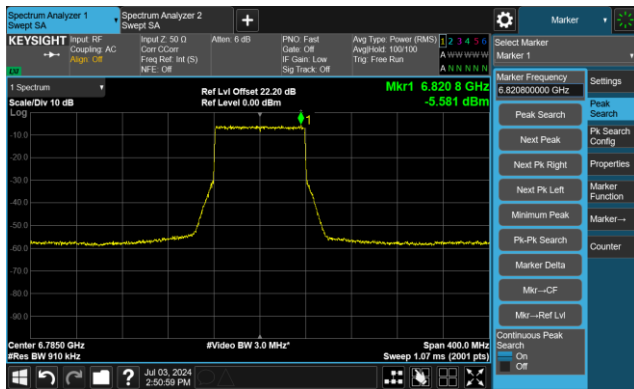 Spectrum Analyzer 1
Swept SA
Spectrum Analyzer 2
Swept SA
+
Marker
KEYSIGHT
Input: RF
Coupling: AC
Align: Off
Input Z: 50 Ω
Corr CCorr
Freq Ref: Int (S)
NFE: Off
Atten: 6 dB
PNO: Fast
Gate: Off
IF Gain: Low
Sig Track: Off
Avg Type: Power (RMS)
Avg|Hold: 100/100
Trig: Free Run
1 2 3 4 5 6
A W W W W W
A N N N N N
Select Marker
Marker 1
LXI
1 Spectrum
Scale/Div 10 dB
Log
Ref Lvl Offset 22.20 dB
Ref Level 0.00 dBm
Mkr1 6.820 8 GHz
-5.581 dBm
1
-10.0
-20.0
-30.0
-40.0
-50.0
-60.0
-70.0
-80.0
-90.0
Center 6.7850 GHz
#Res BW 910 kHz
#Video BW 3.0 MHz*
Span 400.0 MHz
Sweep 1.07 ms (2001 pts)
Marker Frequency
6.820800000 GHz
Peak Search
Next Peak
Next Pk Right
Next Pk Left
Minimum Peak
Pk-Pk Search
Marker Delta
Mkr→CF
Mkr→Ref Lvl
Continuous Peak
Search
On
Off
Settings
Peak
Search
Pk Search
Config
Properties
Marker
Function
Marker→
Counter
?
Jul 03, 2024
2:50:59 PM